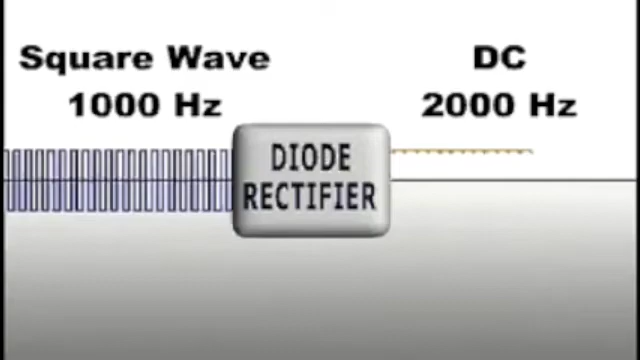 Square Wave
1000 Hz
DC
2000 Hz
DIODE
RECTIFIER